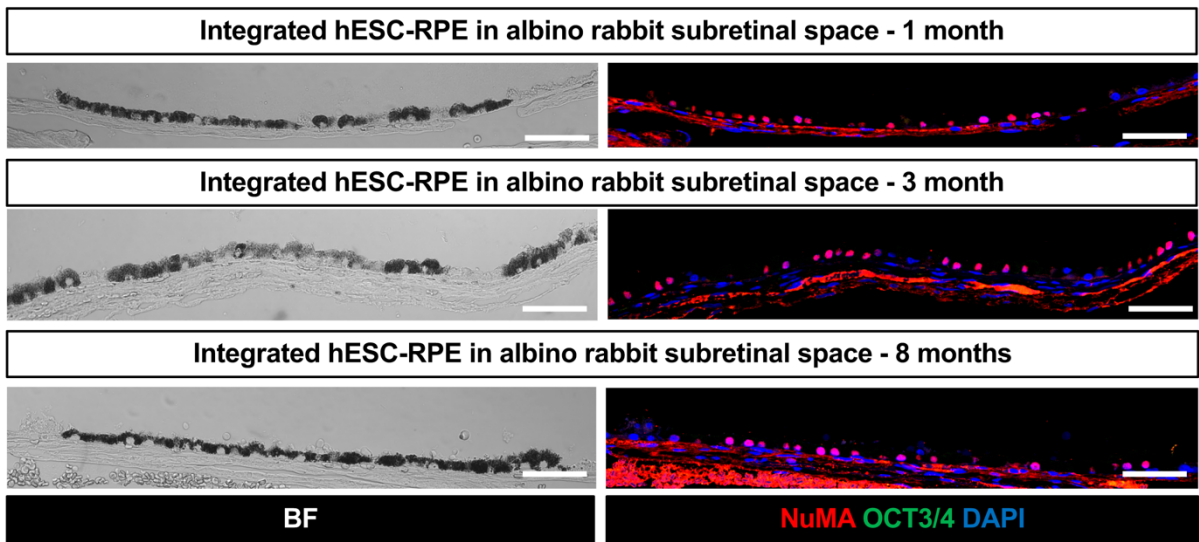 Integrated hESC-RPE in albino rabbit subretinal space - 1 month
Integrated hESC-RPE in albino rabbit subretinal space - 3 month
Integrated hESC-RPE in albino rabbit subretinal space - 8 months
BF
NuMA OCT3/4 DAPI